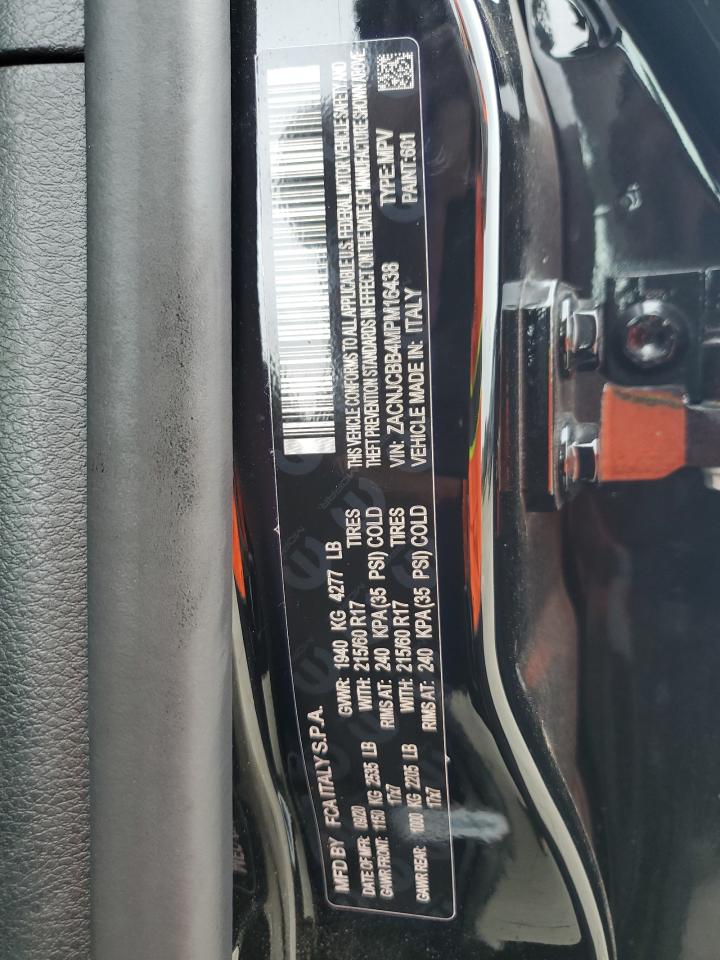 MFD BY FCA ITALY S.P.A.
DATE OF MFR: 09/20 GVWR: 1940 KG 4277 LB
GAWR FRONT: 1150 KG 2535 LB WITH: 215/60 R17 TIRES
17x7 RIMS AT: 240 KPA(35 PSI) COLD
GAWR REAR: 1000 KG 2205 LB WITH: 215/60 R17 TIRES
17x7 RIMS AT: 240 KPA(35 PSI) COLD
THIS VEHICLE CONFORMS TO ALL APPLICABLE U.S. FEDERAL MOTOR VEHICLE SAFETY AND
THEFT PREVENTION STANDARDS IN EFFECT ON THE DATE OF MANUFACTURE SHOWN ABOVE
VIN: ZACNJCBB4MPM16438 TYPE: MPV
VEHICLE MADE IN: ITALY PAINT: 601